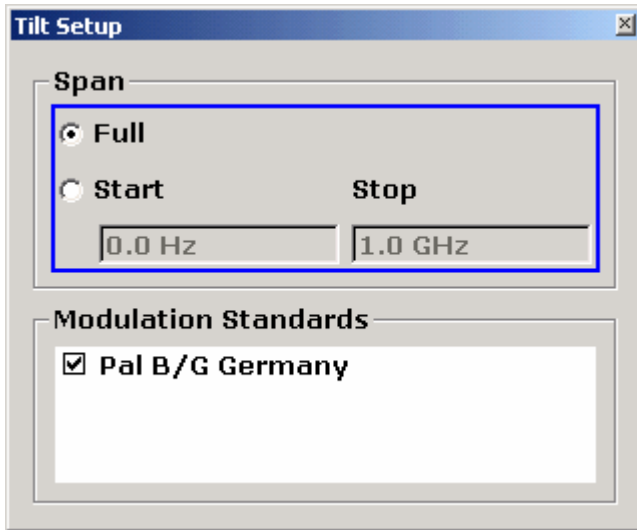 Tilt Setup
Span
Full
Start Stop
0.0 Hz 1.0 GHz
Modulation Standards
Pal B/G Germany